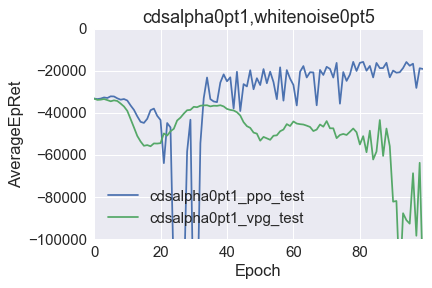 cdsalpha0pt1,whitenoise0pt5
AverageEpRet
0
−20000
−40000
−60000
−80000
−100000
cdsalpha0pt1_ppo_test
cdsalpha0pt1_vpg_test
0 20 40 60 80
Epoch